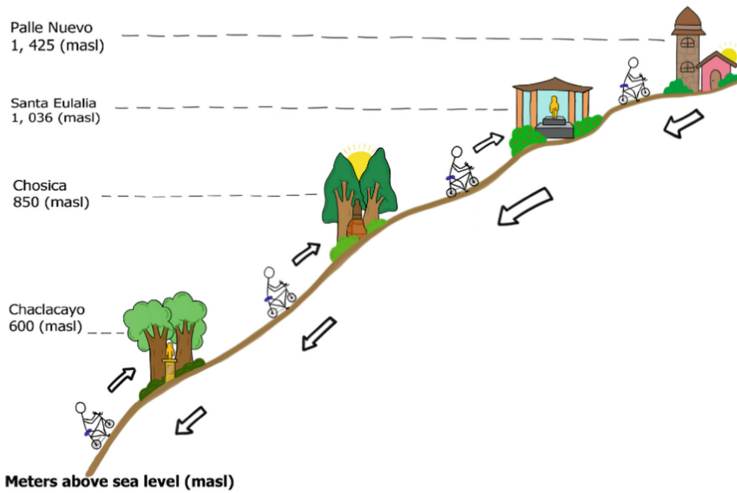 Palle Nuevo
1, 425 (masl)
Santa Eulalia
1, 036 (masl)
Chosica
850 (masl)
Chaclacayo
600 (masl)
Meters above sea level (masl)